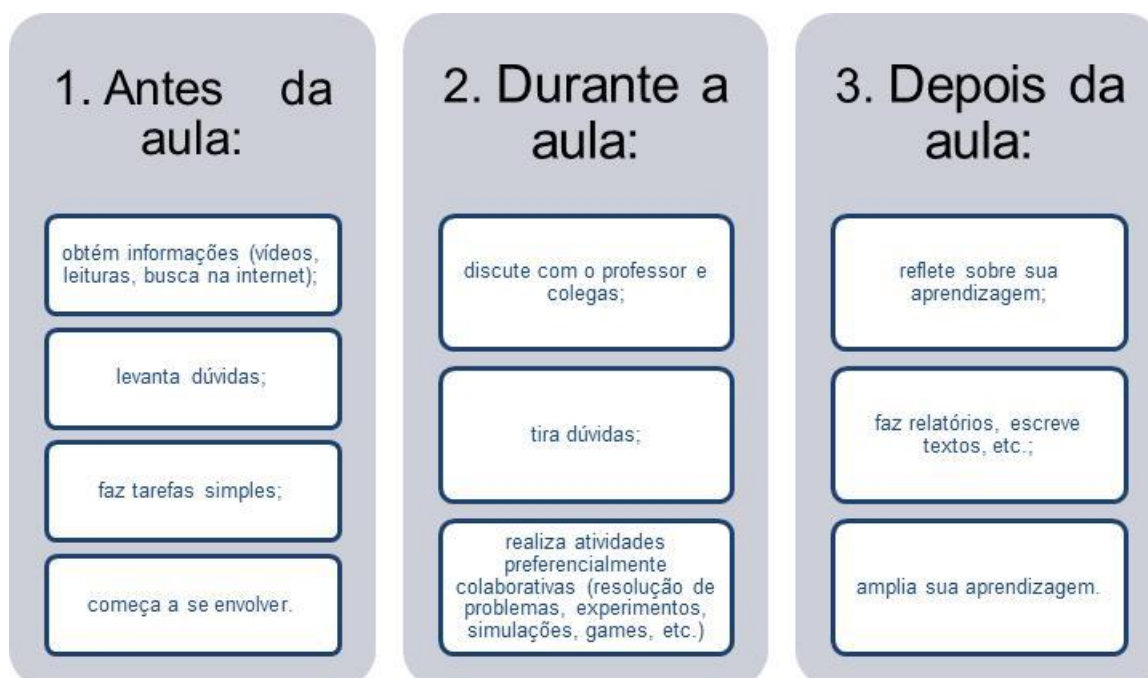 1. Antes da
aula:
obtém informações (vídeos,
leituras, busca na internet);
levanta dúvidas;
faz tarefas simples;
começa a se envolver.
2. Durante a
aula:
discute com o professor e
colegas;
tira dúvidas;
realiza atividades
preferencialmente
colaborativas (resolução de
problemas, experimentos,
simulações, games, etc.)
3. Depois da
aula:
reflete sobre sua
aprendizagem;
faz relatórios, escreve
textos, etc.;
amplia sua aprendizagem.